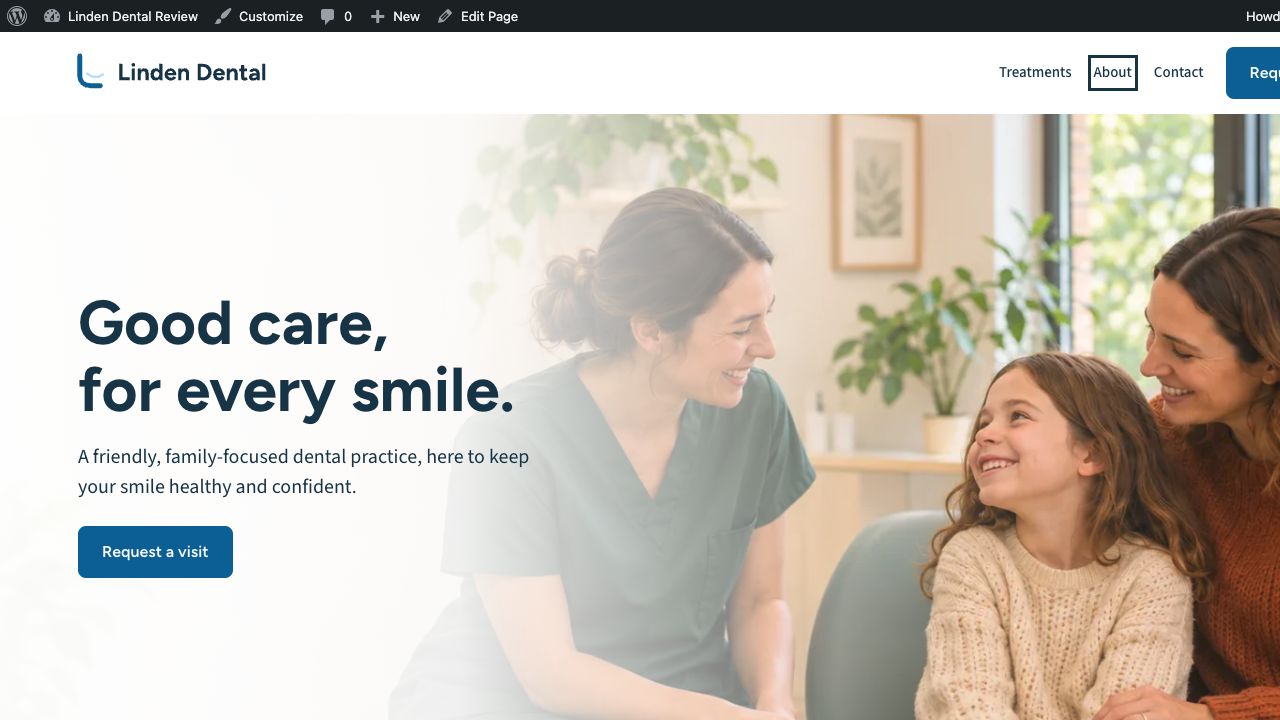 Linden Dental Review Customize 0 New Edit Page
Linden Dental
Treatments About Contact
Good care,
for every smile.
A friendly, family-focused dental practice, here to keep
your smile healthy and confident.
Request a visit